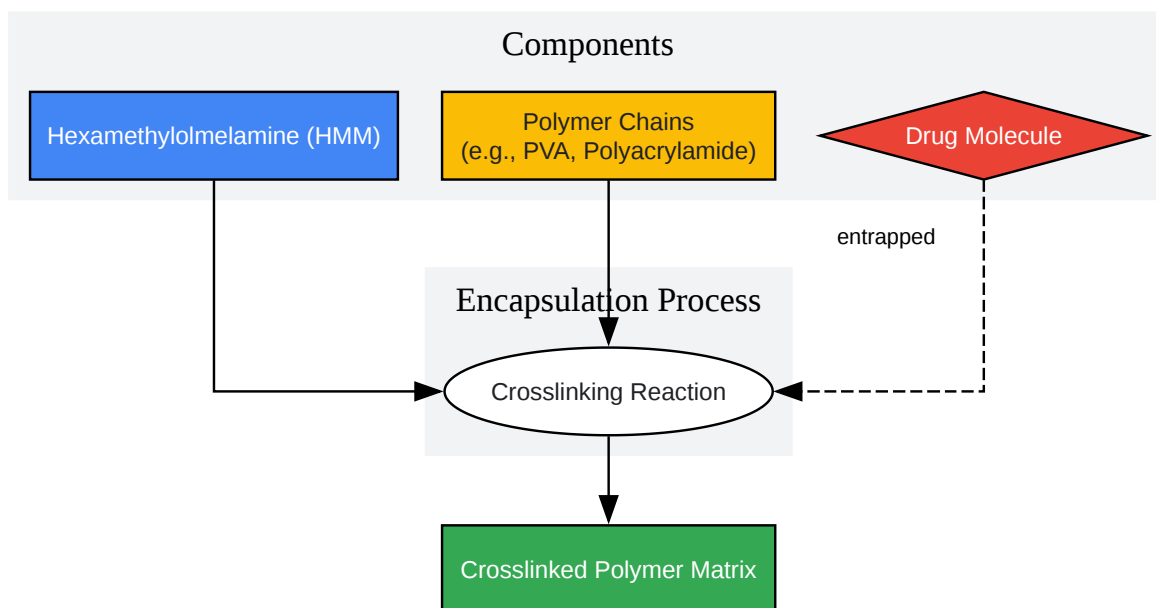 Components
Hexamethylolmelamine (HMM)
Polymer Chains
(e.g., PVA, Polyacrylamide)
Drug Molecule
entrapped
Encapsulation Process
Crosslinking Reaction
Crosslinked Polymer Matrix